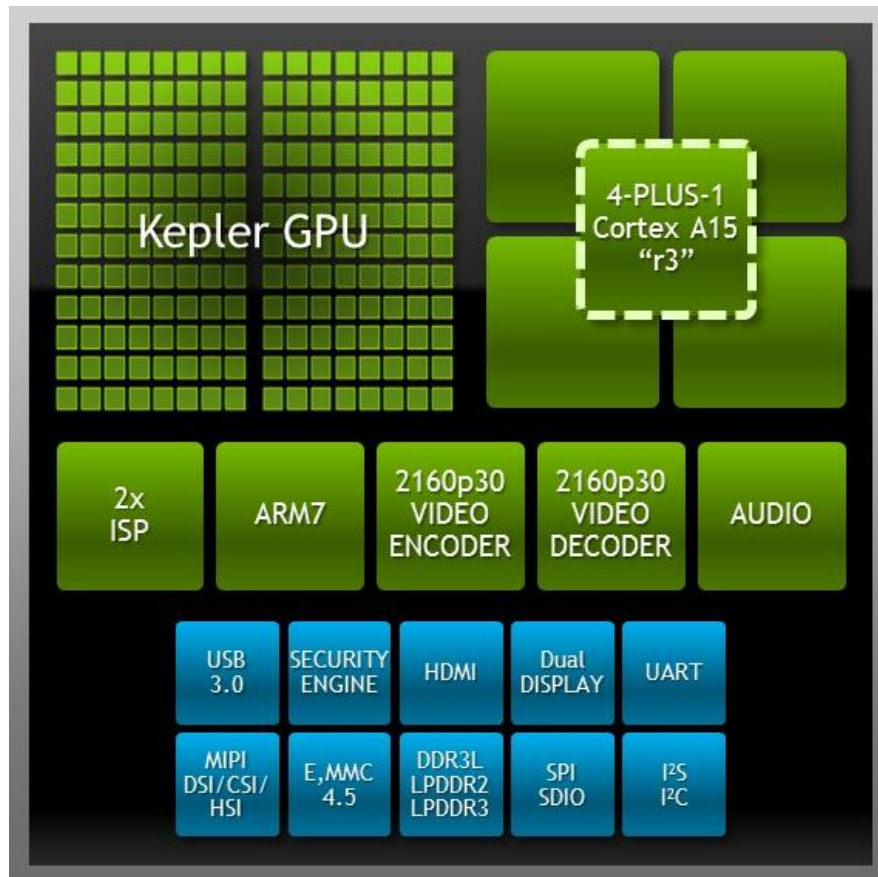 Kepler GPU
4-PLUS-1
Cortex A15
“r3”
2x
ISP
ARM7
2160p30
VIDEO
ENCODER
2160p30
VIDEO
DECODER
AUDIO
USB
3.0
SECURITY
ENGINE
HDMI
Dual
DISPLAY
UART
MIPI
DSI/CSI/
HSI
E,MMC
4.5
DDR3L
LPDDR2
LPDDR3
SPI
SDIO
I²S
I²C